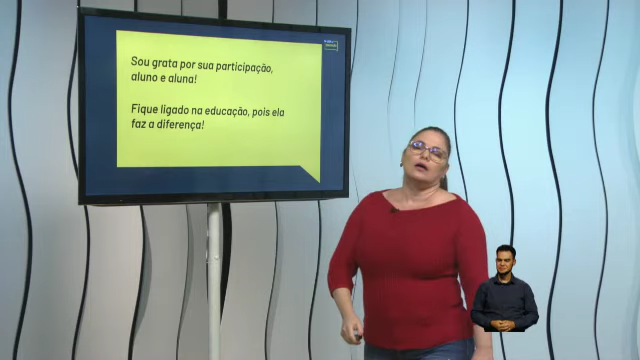 Sou grata por sua participação,
aluno e aluna!
Fique ligado na educação, pois ela
faz a diferença!